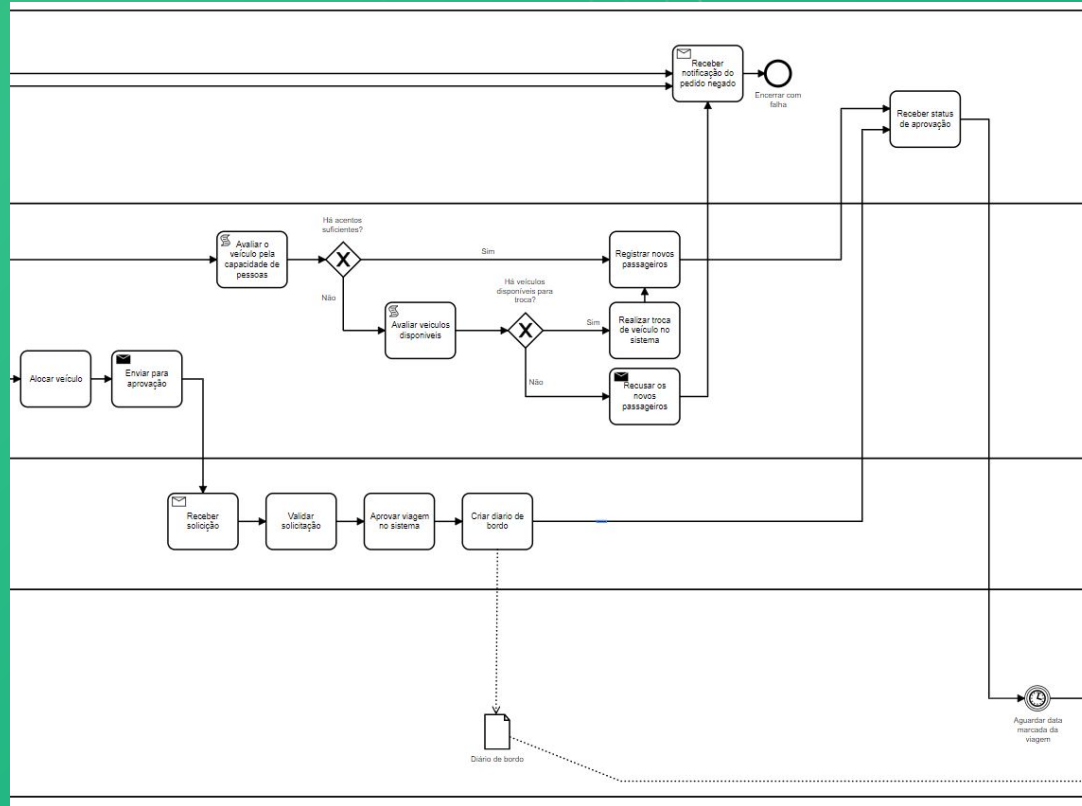 Receber
notificação do
pedido negado
Encerrar com
falha
Receber status
de aprovação
Há acentos
suficientes?
Avaliar o
veículo pela
capacidade de
pessoas
Sim
Registrar novos
passageiros
Não
Há veículos
disponíveis para
troca?
Avaliar veiculos
disponiveis
Sim
Realizar troca
de veículo no
sistema
Alocar veículo
Enviar para
aprovação
Não
Recusar os
novos
passageiros
Receber
solicição
Validar
solicitação
Aprovar viagem
no sistema
Criar diario de
bordo
Aguardar data
marcada da
viagem
Diário de bordo